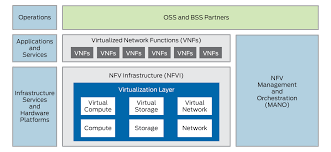 Operations
OSS and BSS Partners
Applications
and
Services
Virtualized Network Functions (VNFs)
VNFs VNFs VNFs VNFs VNFs VNFs
Infrastructure
Services
and
Hardware
Platforms
NFV Infrastructure (NFVI)
Virtualization Layer
Virtual
Compute
Virtual
Storage
Virtual
Network
Compute
Storage
Network
NFV
Management
and
Orchestration
(MANO)